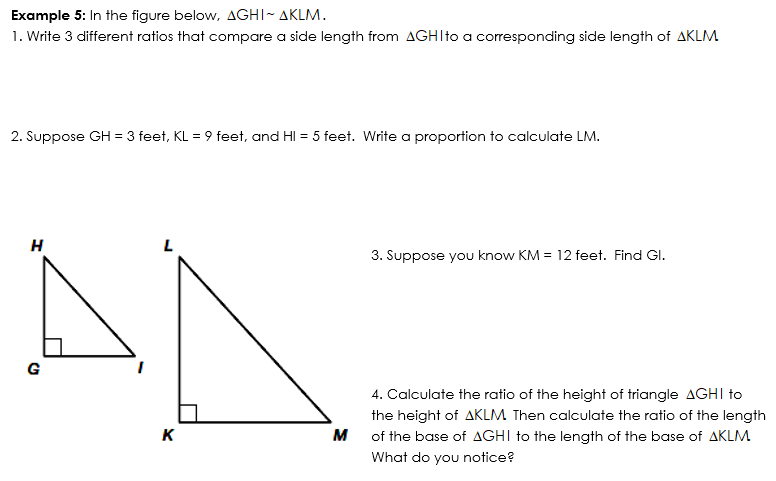 Example 5: In the figure below, ΔGHI~ ΔKLM.
1. Write 3 different ratios that compare a side length from ΔGHIto a corresponding side length of ΔKLM
2. Suppose GH = 3 feet, KL = 9 feet, and HI = 5 feet. Write a proportion to calculate LM.
H
L
3. Suppose you know KM = 12 feet. Find GI.
G
I
4. Calculate the ratio of the height of triangle ΔGHI to
the height of ΔKLM Then calculate the ratio of the length
K
M
of the base of ΔGHI to the length of the base of ΔKLM
What do you notice?